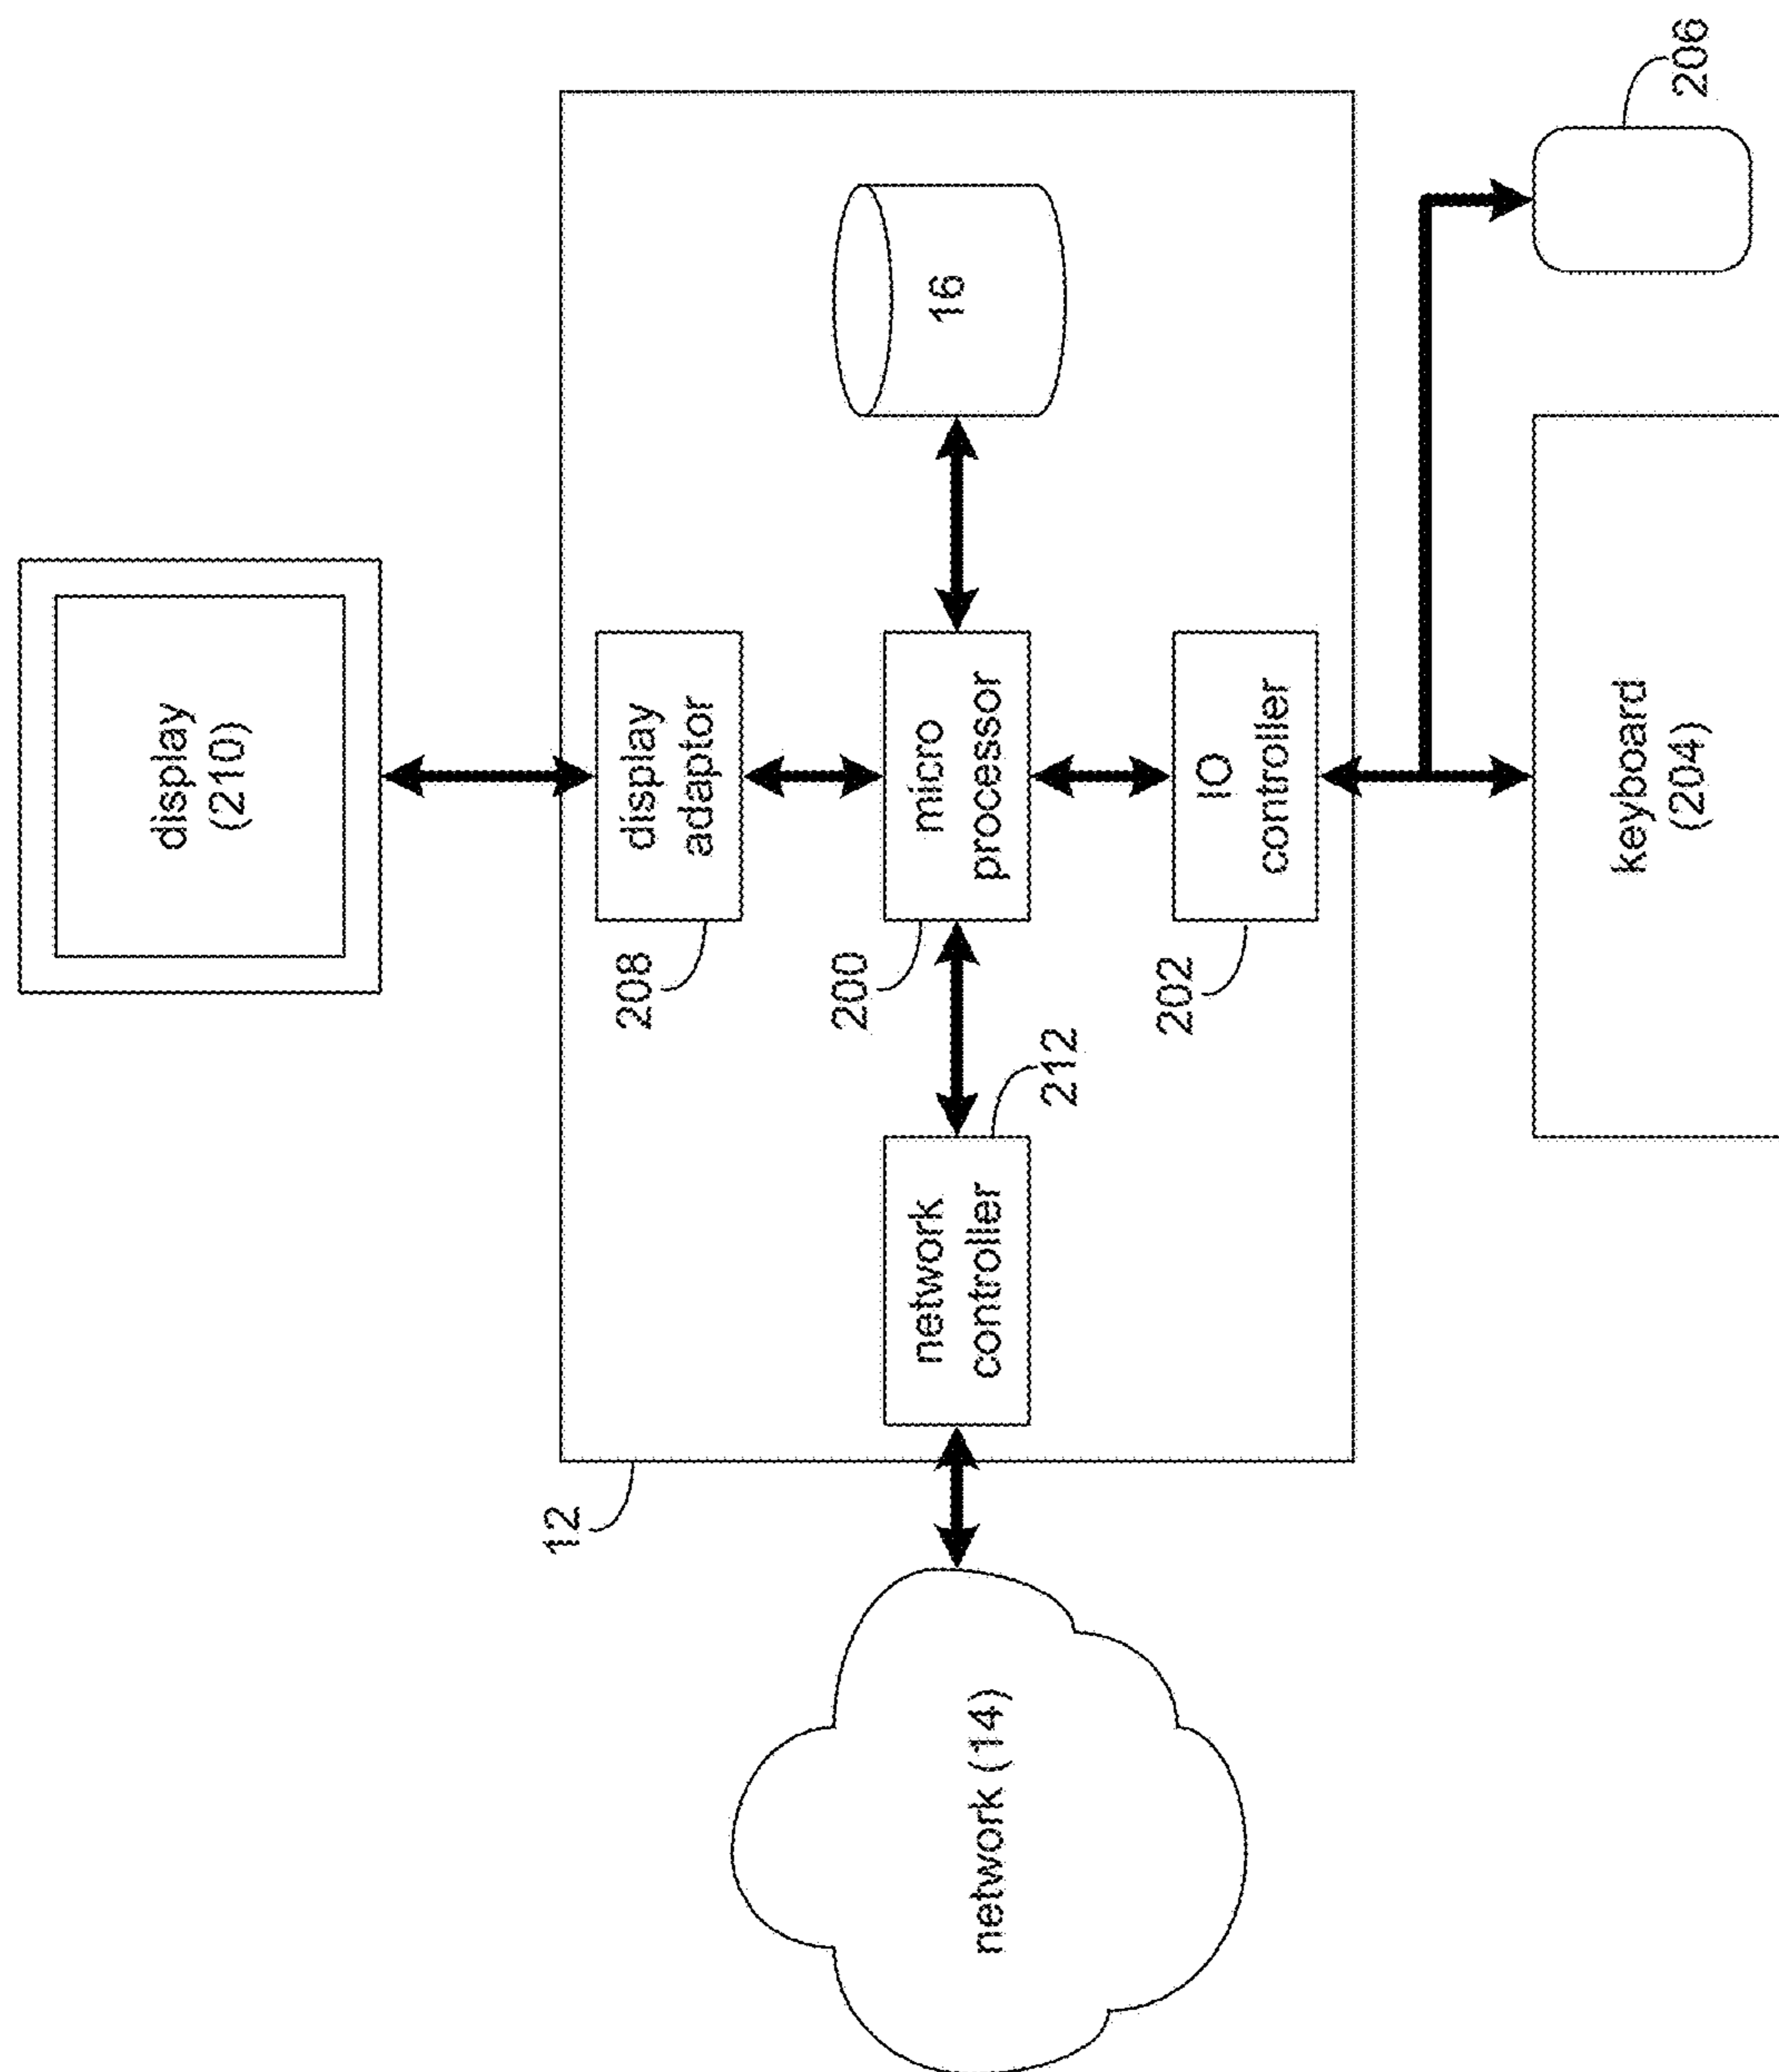 display
(210)
display
adaptor
208
micro
processor
200
16
IO
controller
202
network
controller
212
12
network (14)
keyboard
(204)
206